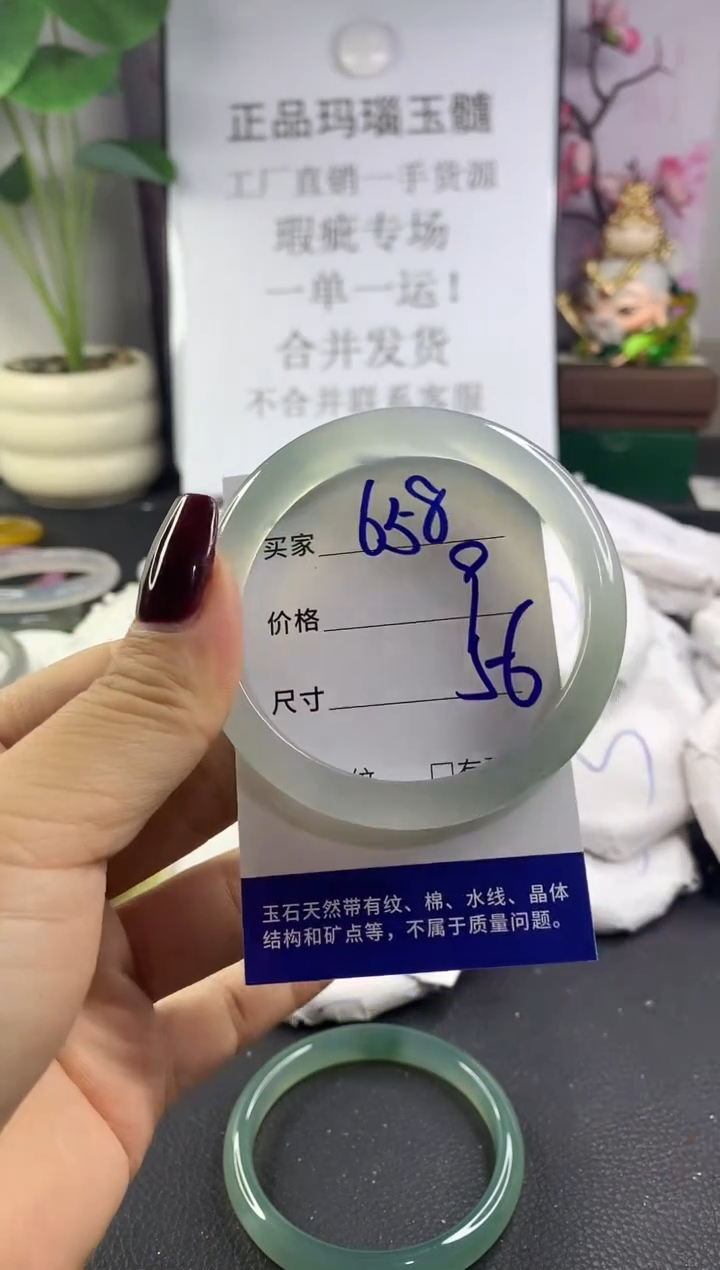 正品玛瑙玉髓
工厂直销一手货源
瑕疵专场
一单一运！
合并发货
不合并联系客服
买家 658
价格
尺寸 56
玉石天然带有纹、棉、水线、晶体
结构和矿点等，不属于质量问题。